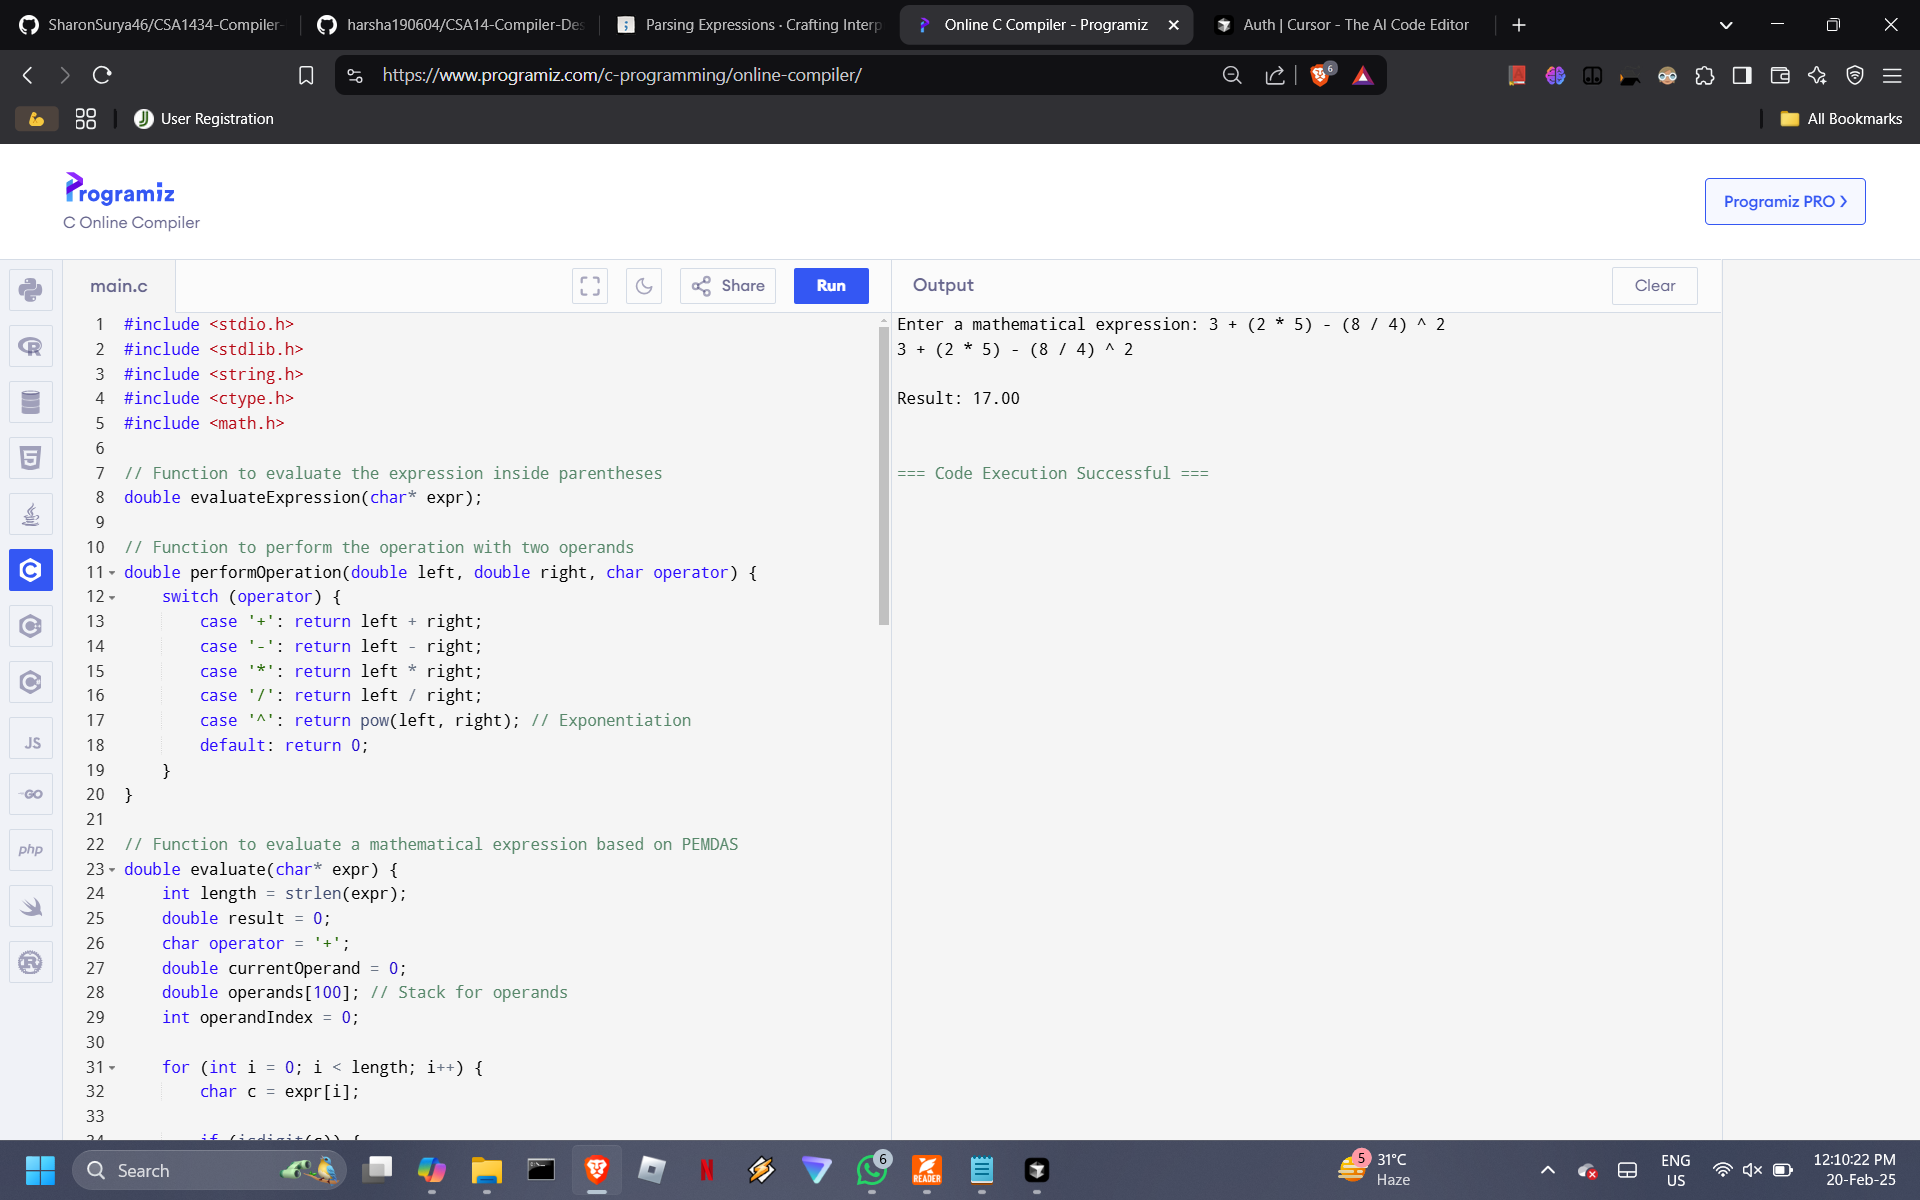 SharonSurya46/CSA1434-Compiler-
harsha190604/CSA14-Compiler-Des
Parsing Expressions · Crafting Interp
Online C Compiler - Programiz
Auth | Cursor - The AI Code Editor
https://www.programiz.com/c-programming/online-compiler/
6
User Registration
All Bookmarks
Programiz
C Online Compiler
Programiz PRO
main.c
Share
Run
Output
Clear
1 #include <stdio.h>
2 #include <stdlib.h>
3 #include <string.h>
4 #include <ctype.h>
5 #include <math.h>
6
7 // Function to evaluate the expression inside parentheses
8 double evaluateExpression(char* expr);
9
10 // Function to perform the operation with two operands
11 double performOperation(double left, double right, char operator) {
12     switch (operator) {
13         case '+': return left + right;
14         case '-': return left - right;
15         case '*': return left * right;
16         case '/': return left / right;
17         case '^': return pow(left, right); // Exponentiation
18         default: return 0;
19     }
20 }
21
22 // Function to evaluate a mathematical expression based on PEMDAS
23 double evaluate(char* expr) {
24     int length = strlen(expr);
25     double result = 0;
26     char operator = '+';
27     double currentOperand = 0;
28     double operands[100]; // Stack for operands
29     int operandIndex = 0;
30
31     for (int i = 0; i < length; i++) {
32         char c = expr[i];
33
34         if (isdigit(c)) {
Enter a mathematical expression: 3 + (2 * 5) - (8 / 4) ^ 2
3 + (2 * 5) - (8 / 4) ^ 2
Result: 17.00
=== Code Execution Successful ===
JS
GO
php
Search
6
READER
5
31°C
Haze
ENG
US
12:10:22 PM
20-Feb-25